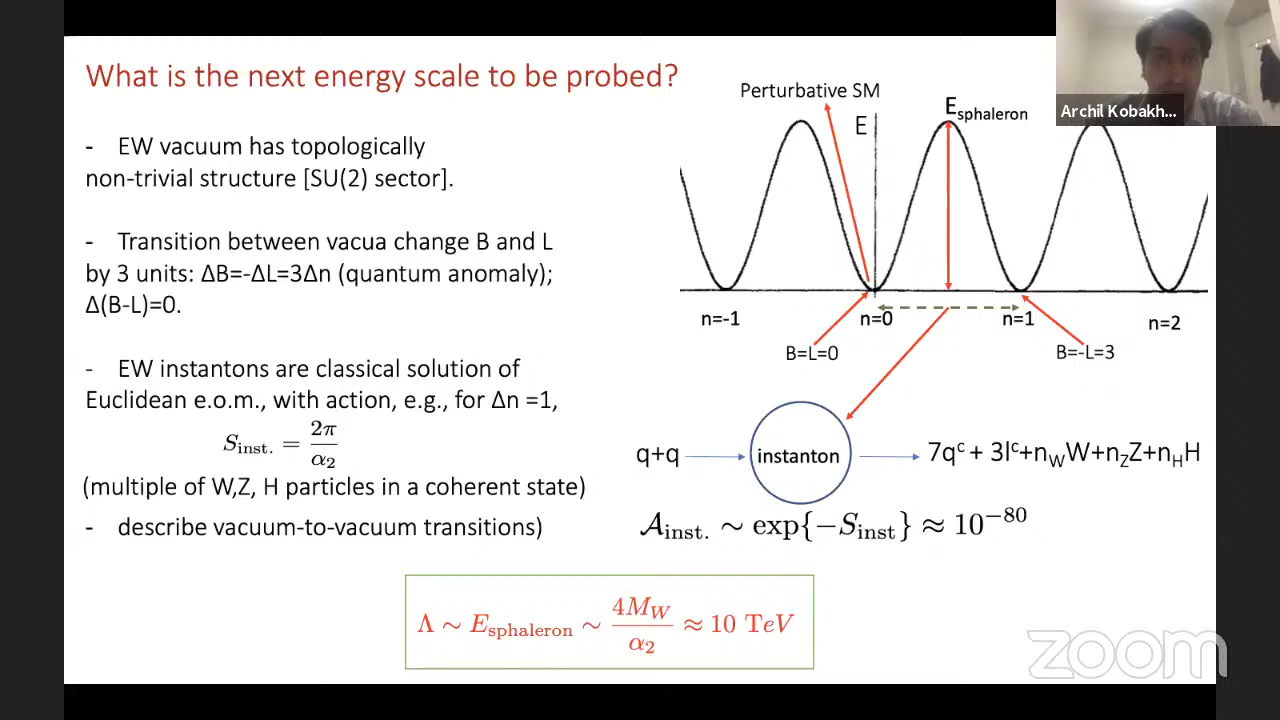 What is the next energy scale to be probed?
- EW vacuum has topologically
non-trivial structure [SU(2) sector].
- Transition between vacua change B and L
by 3 units: ΔB=-ΔL=3Δn (quantum anomaly);
Δ(B-L)=0.
- EW instantons are classical solution of
Euclidean e.o.m., with action, e.g., for Δn =1,
S_inst. = 2π/α₂
(multiple of W,Z, H particles in a coherent state)
- describe vacuum-to-vacuum transitions)
Perturbative SM
E
E_sphaleron
n=-1
n=0
n=1
n=2
B=L=0
B=-L=3
q+q
instanton
7qᶜ + 3lᶜ+n_W W+n_Z Z+n_H H
𝒜_inst. ∼ exp{−S_inst} ≈ 10⁻⁸⁰
Λ ∼ E_sphaleron ∼ 4M_W/α₂ ≈ 10 TeV
Archil Kobakh...
zoom